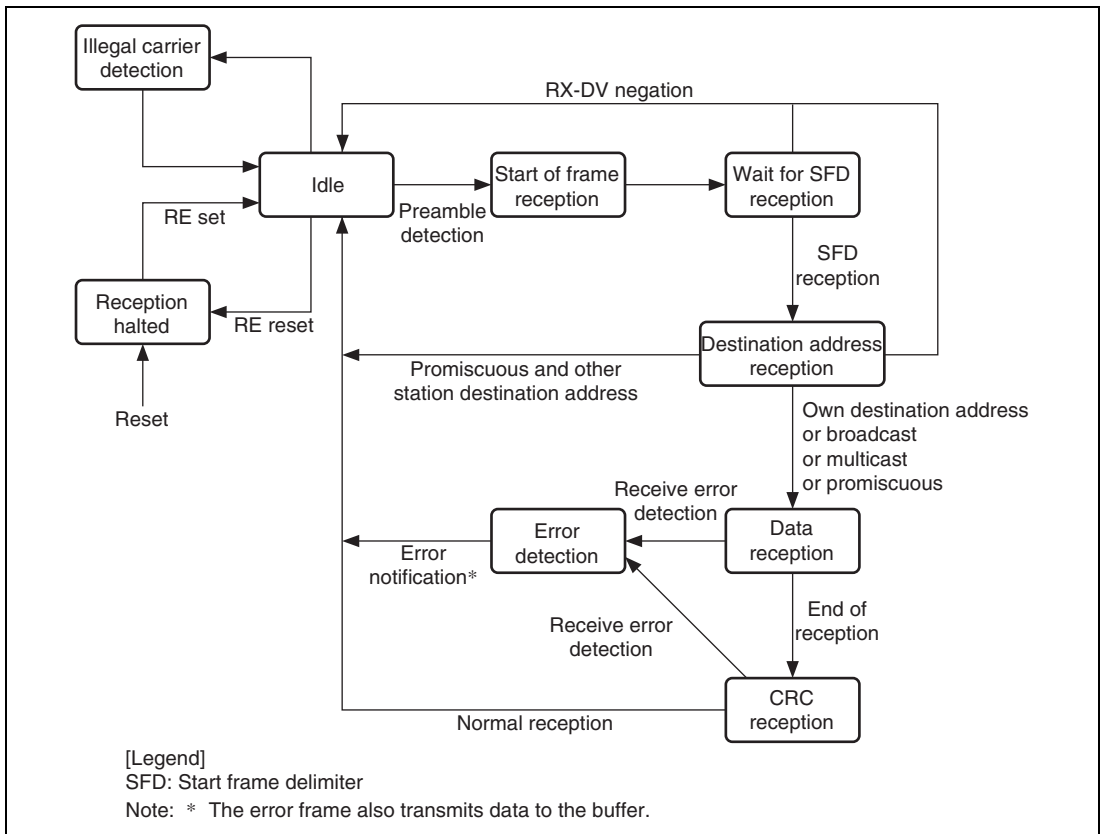 Illegal carrier
detection
RX-DV negation
Idle
Start of frame
reception
Wait for SFD
reception
Preamble
detection
RE set
SFD
reception
Reception
halted
RE reset
Destination address
reception
Promiscuous and other
station destination address
Reset
Own destination address
or broadcast
or multicast
or promiscuous
Receive error
detection
Error
detection
Data
reception
Error
notification*
End of
reception
Receive error
detection
CRC
reception
Normal reception
[Legend]
SFD: Start frame delimiter
Note: * The error frame also transmits data to the buffer.